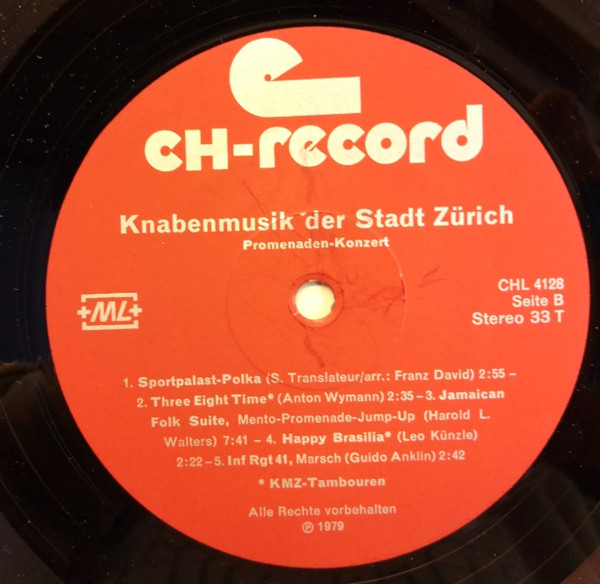 CH-record
Knabenmusik der Stadt Zürich
Promenaden-Konzert
+ML+
CHL 4128
Seite B
Stereo 33 T
1. Sportpalast-Polka (S. Translateur/arr.: Franz David) 2:55 –
2. Three Eight Time* (Anton Wymann) 2:35 – 3. Jamaican
Folk Suite, Mento-Promenade-Jump-Up (Harold L.
Walters) 7:41 – 4. Happy Brasilia* (Leo Künzle)
2:22 – 5. Inf Rgt 41, Marsch (Guido Anklin) 2:42
* KMZ-Tambouren
Alle Rechte vorbehalten
℗ 1979